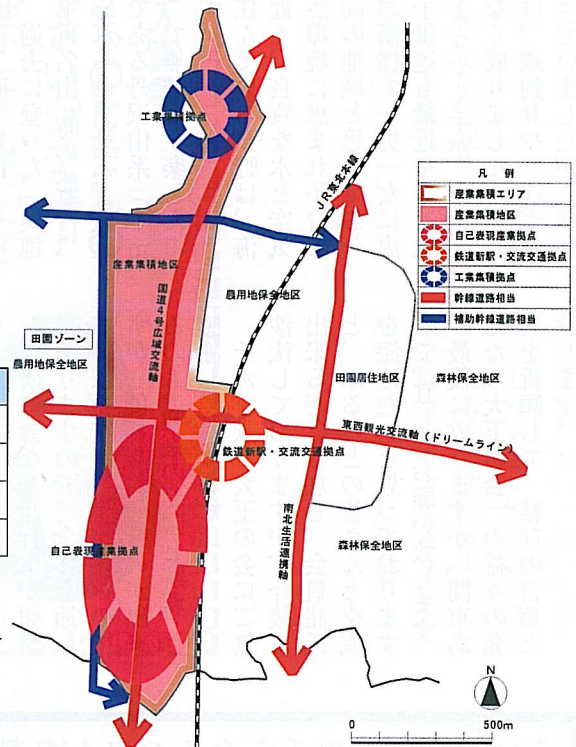 工業集積拠点
JR東北本線
凡 例
産業集積エリア
産業集積地区
自己表現産業拠点
鉄道新駅・交流交通拠点
工業集積拠点
幹線道路相当
補助幹線道路相当
産業集積地区
農用地保全地区
国道4号広域交流軸
田園ゾーン
農用地保全地区
田園居住地区
森林保全地区
東西観光交流軸（ドリームライン）
鉄道新駅・交流交通拠点
南北生活連携軸
自己表現産業拠点
森林保全地区
N
0 500m